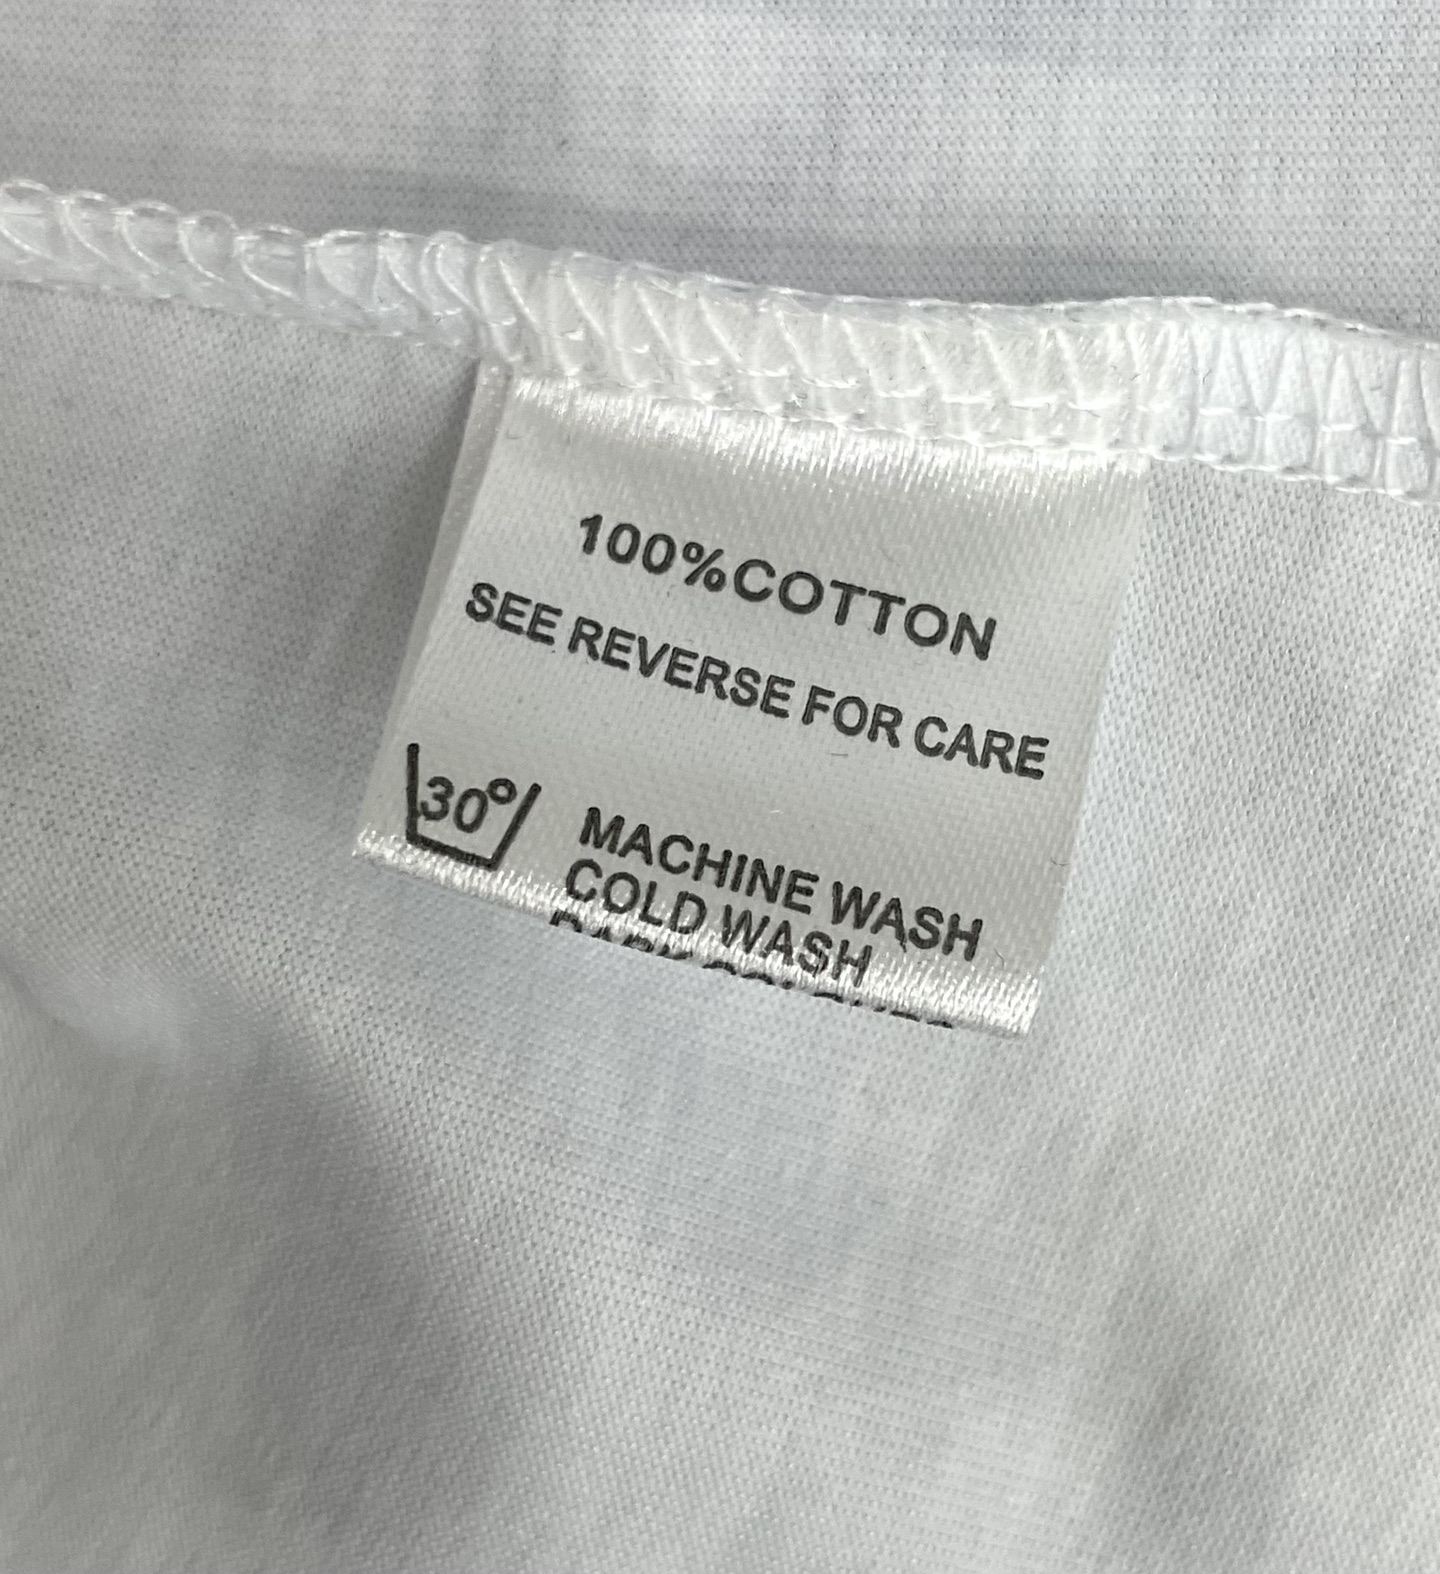 100%COTTON
SEE REVERSE FOR CARE
30°
MACHINE WASH
COLD WASH